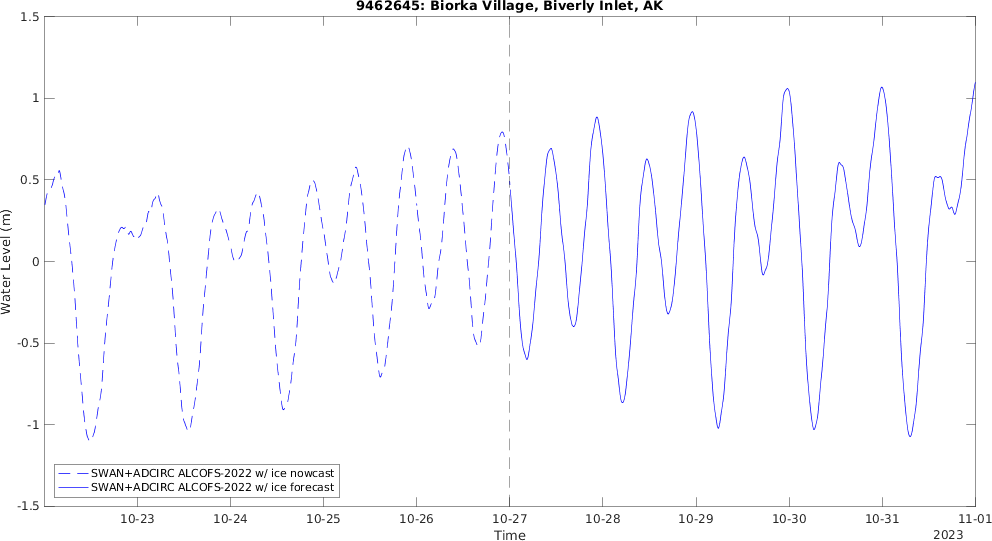 9462645: Biorka Village, Biverly Inlet, AK
1.5
1
0.5
0
-0.5
-1
-1.5
Water Level (m)
SWAN+ADCIRC ALCOFS-2022 w/ ice nowcast
SWAN+ADCIRC ALCOFS-2022 w/ ice forecast
10-23 10-24 10-25 10-26 10-27 10-28 10-29 10-30 10-31 11-01
Time
2023